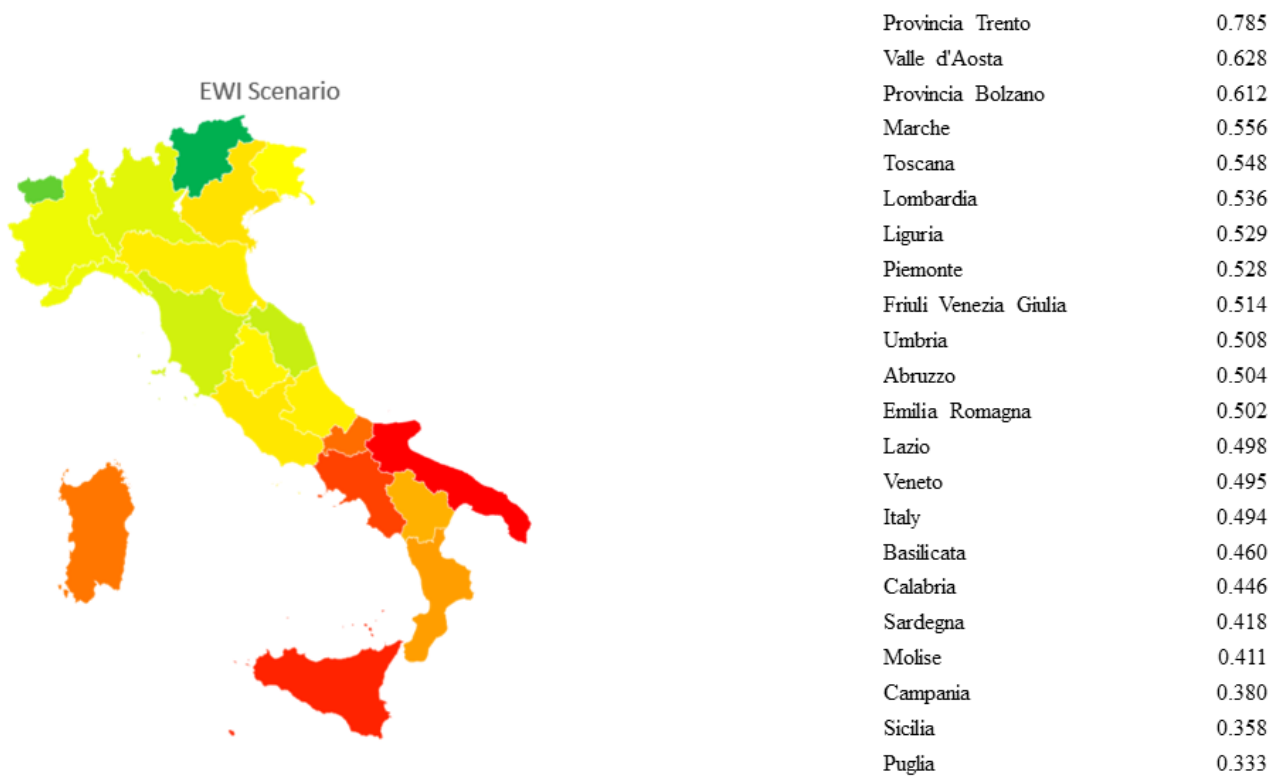 EWI Scenario
Provincia Trento 0.785
Valle d'Aosta 0.628
Provincia Bolzano 0.612
Marche 0.556
Toscana 0.548
Lombardia 0.536
Liguria 0.529
Piemonte 0.528
Friuli Venezia Giulia 0.514
Umbria 0.508
Abruzzo 0.504
Emilia Romagna 0.502
Lazio 0.498
Veneto 0.495
Italy 0.494
Basilicata 0.460
Calabria 0.446
Sardegna 0.418
Molise 0.411
Campania 0.380
Sicilia 0.358
Puglia 0.333